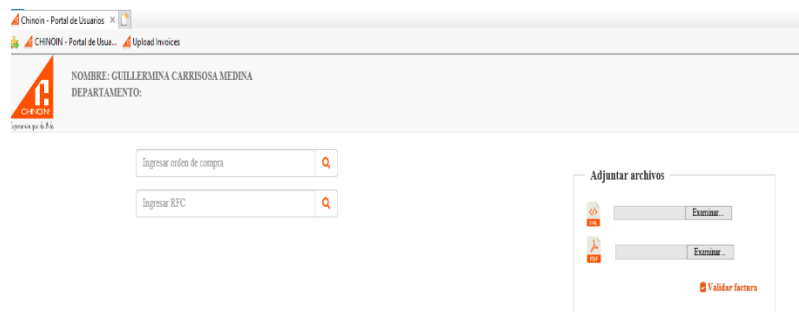 Chinoin - Portal de Usuarios
CHINOIN - Portal de Usua...
Upload Invoices
NOMBRE: GUILLERMINA CARRISOSA MEDINA
DEPARTAMENTO:
CHINOIN
Ingresar orden de compra
Ingresar RFC
Adjuntar archivos
XML
Examinar...
PDF
Examinar...
Validar factura